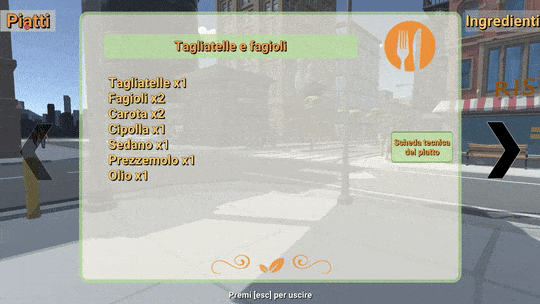 Piatti
Ingredienti
Tagliatelle e fagioli
Tagliatelle x1
Fagioli x2
Carota x2
Cipolla x1
Sedano x1
Prezzemolo x1
Olio x1
Scheda tecnica
del piatto
RIS
Premi [esc] per uscire